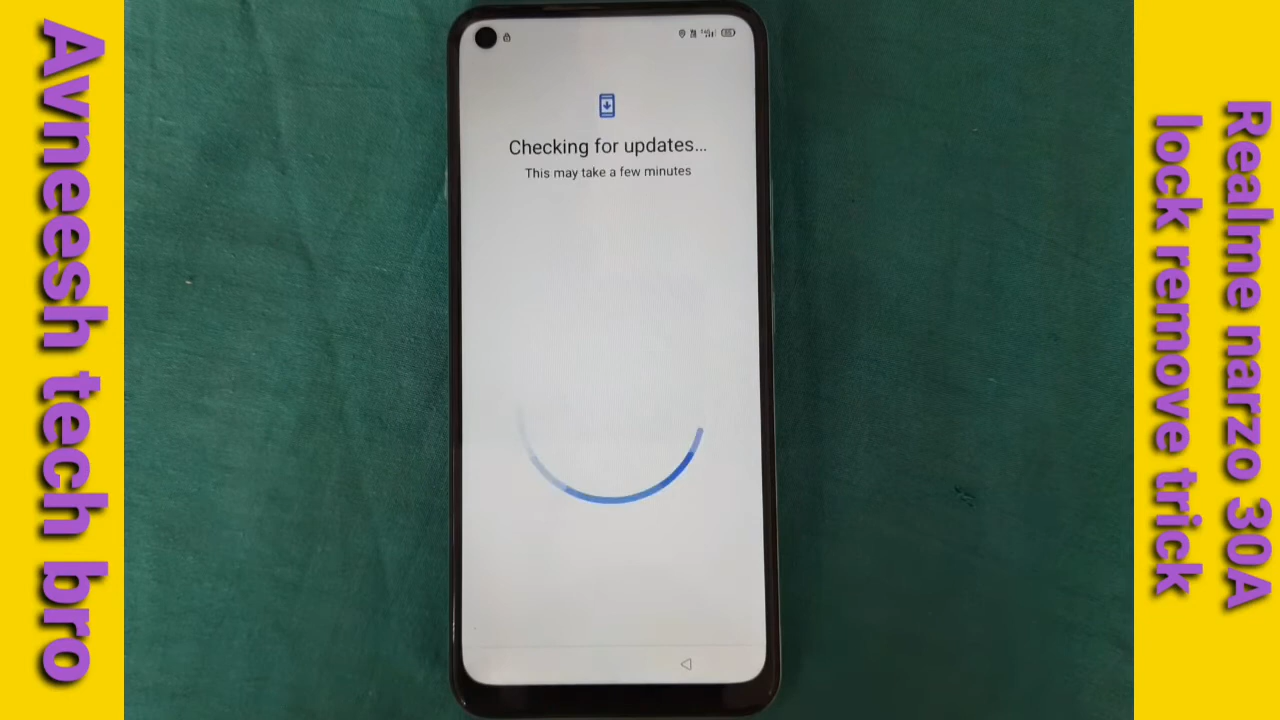 Avneesh tech bro
Checking for updates...
This may take a few minutes
Realme narzo 30A
lock remove trick